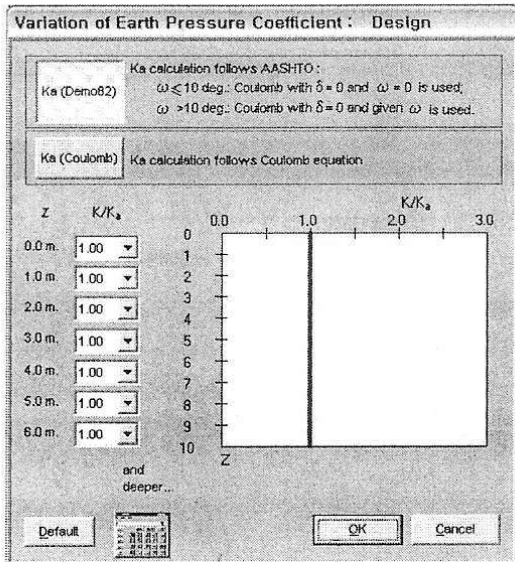 Variation of Earth Pressure Coefficient : Design
Ka (Demo82)
Ka calculation follows AASHTO :
ω ≤ 10 deg.: Coulomb with δ = 0 and ω = 0 is used;
ω > 10 deg.: Coulomb with δ = 0 and given ω is used.
Ka (Coulomb)
Ka calculation follows Coulomb equation
Z K/Ka
0.0 m. 1.00
1.0 m. 1.00
2.0 m. 1.00
3.0 m. 1.00
4.0 m. 1.00
5.0 m. 1.00
6.0 m. 1.00
and
deeper...
K/Ka
0.0 1.0 2.0 3.0
0
1
2
3
4
5
6
7
8
9
10
Z
Default
OK
Cancel